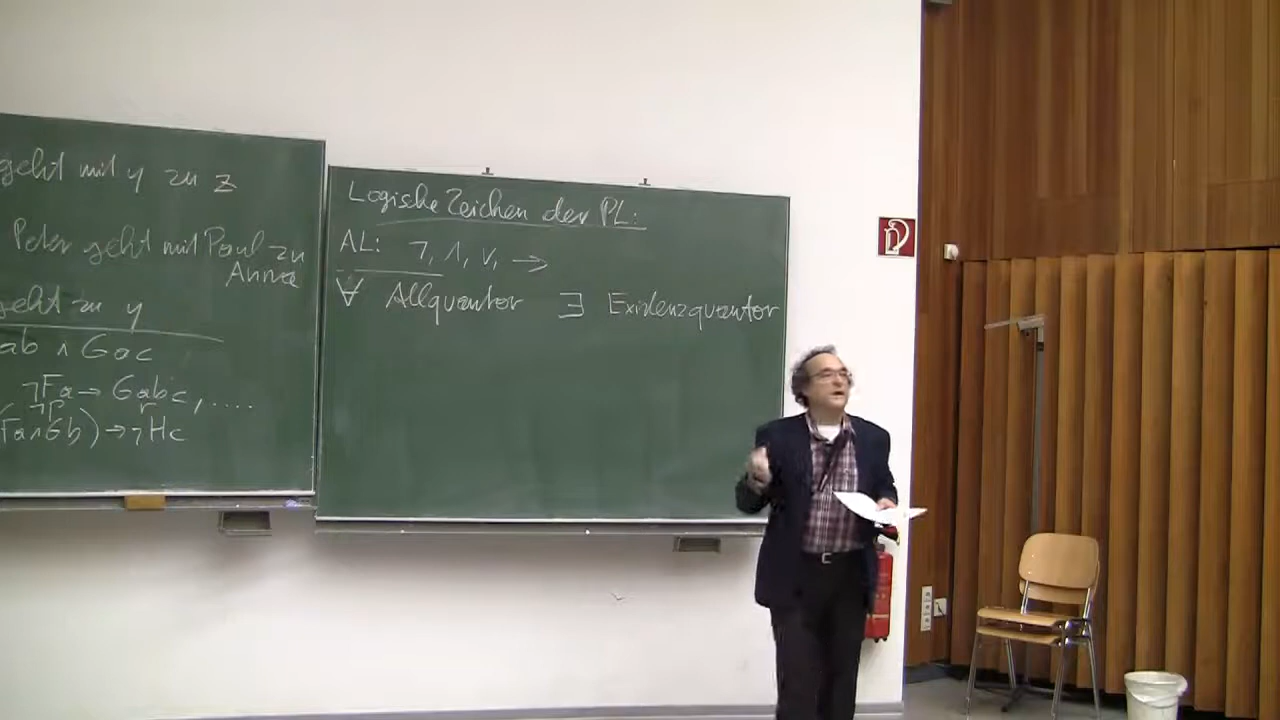 geht mit y zu z
Peter geht mit Paul zu
Anna
geht zu y
ab ∧ Gac
¬Fa → Gabc, ....
¬p r
(Fa∧Gb) → ¬Hc
Logische Zeichen der PL:
AL: ¬, ∧, ∨, →
∀ Allquantor ∃ Existenzquantor